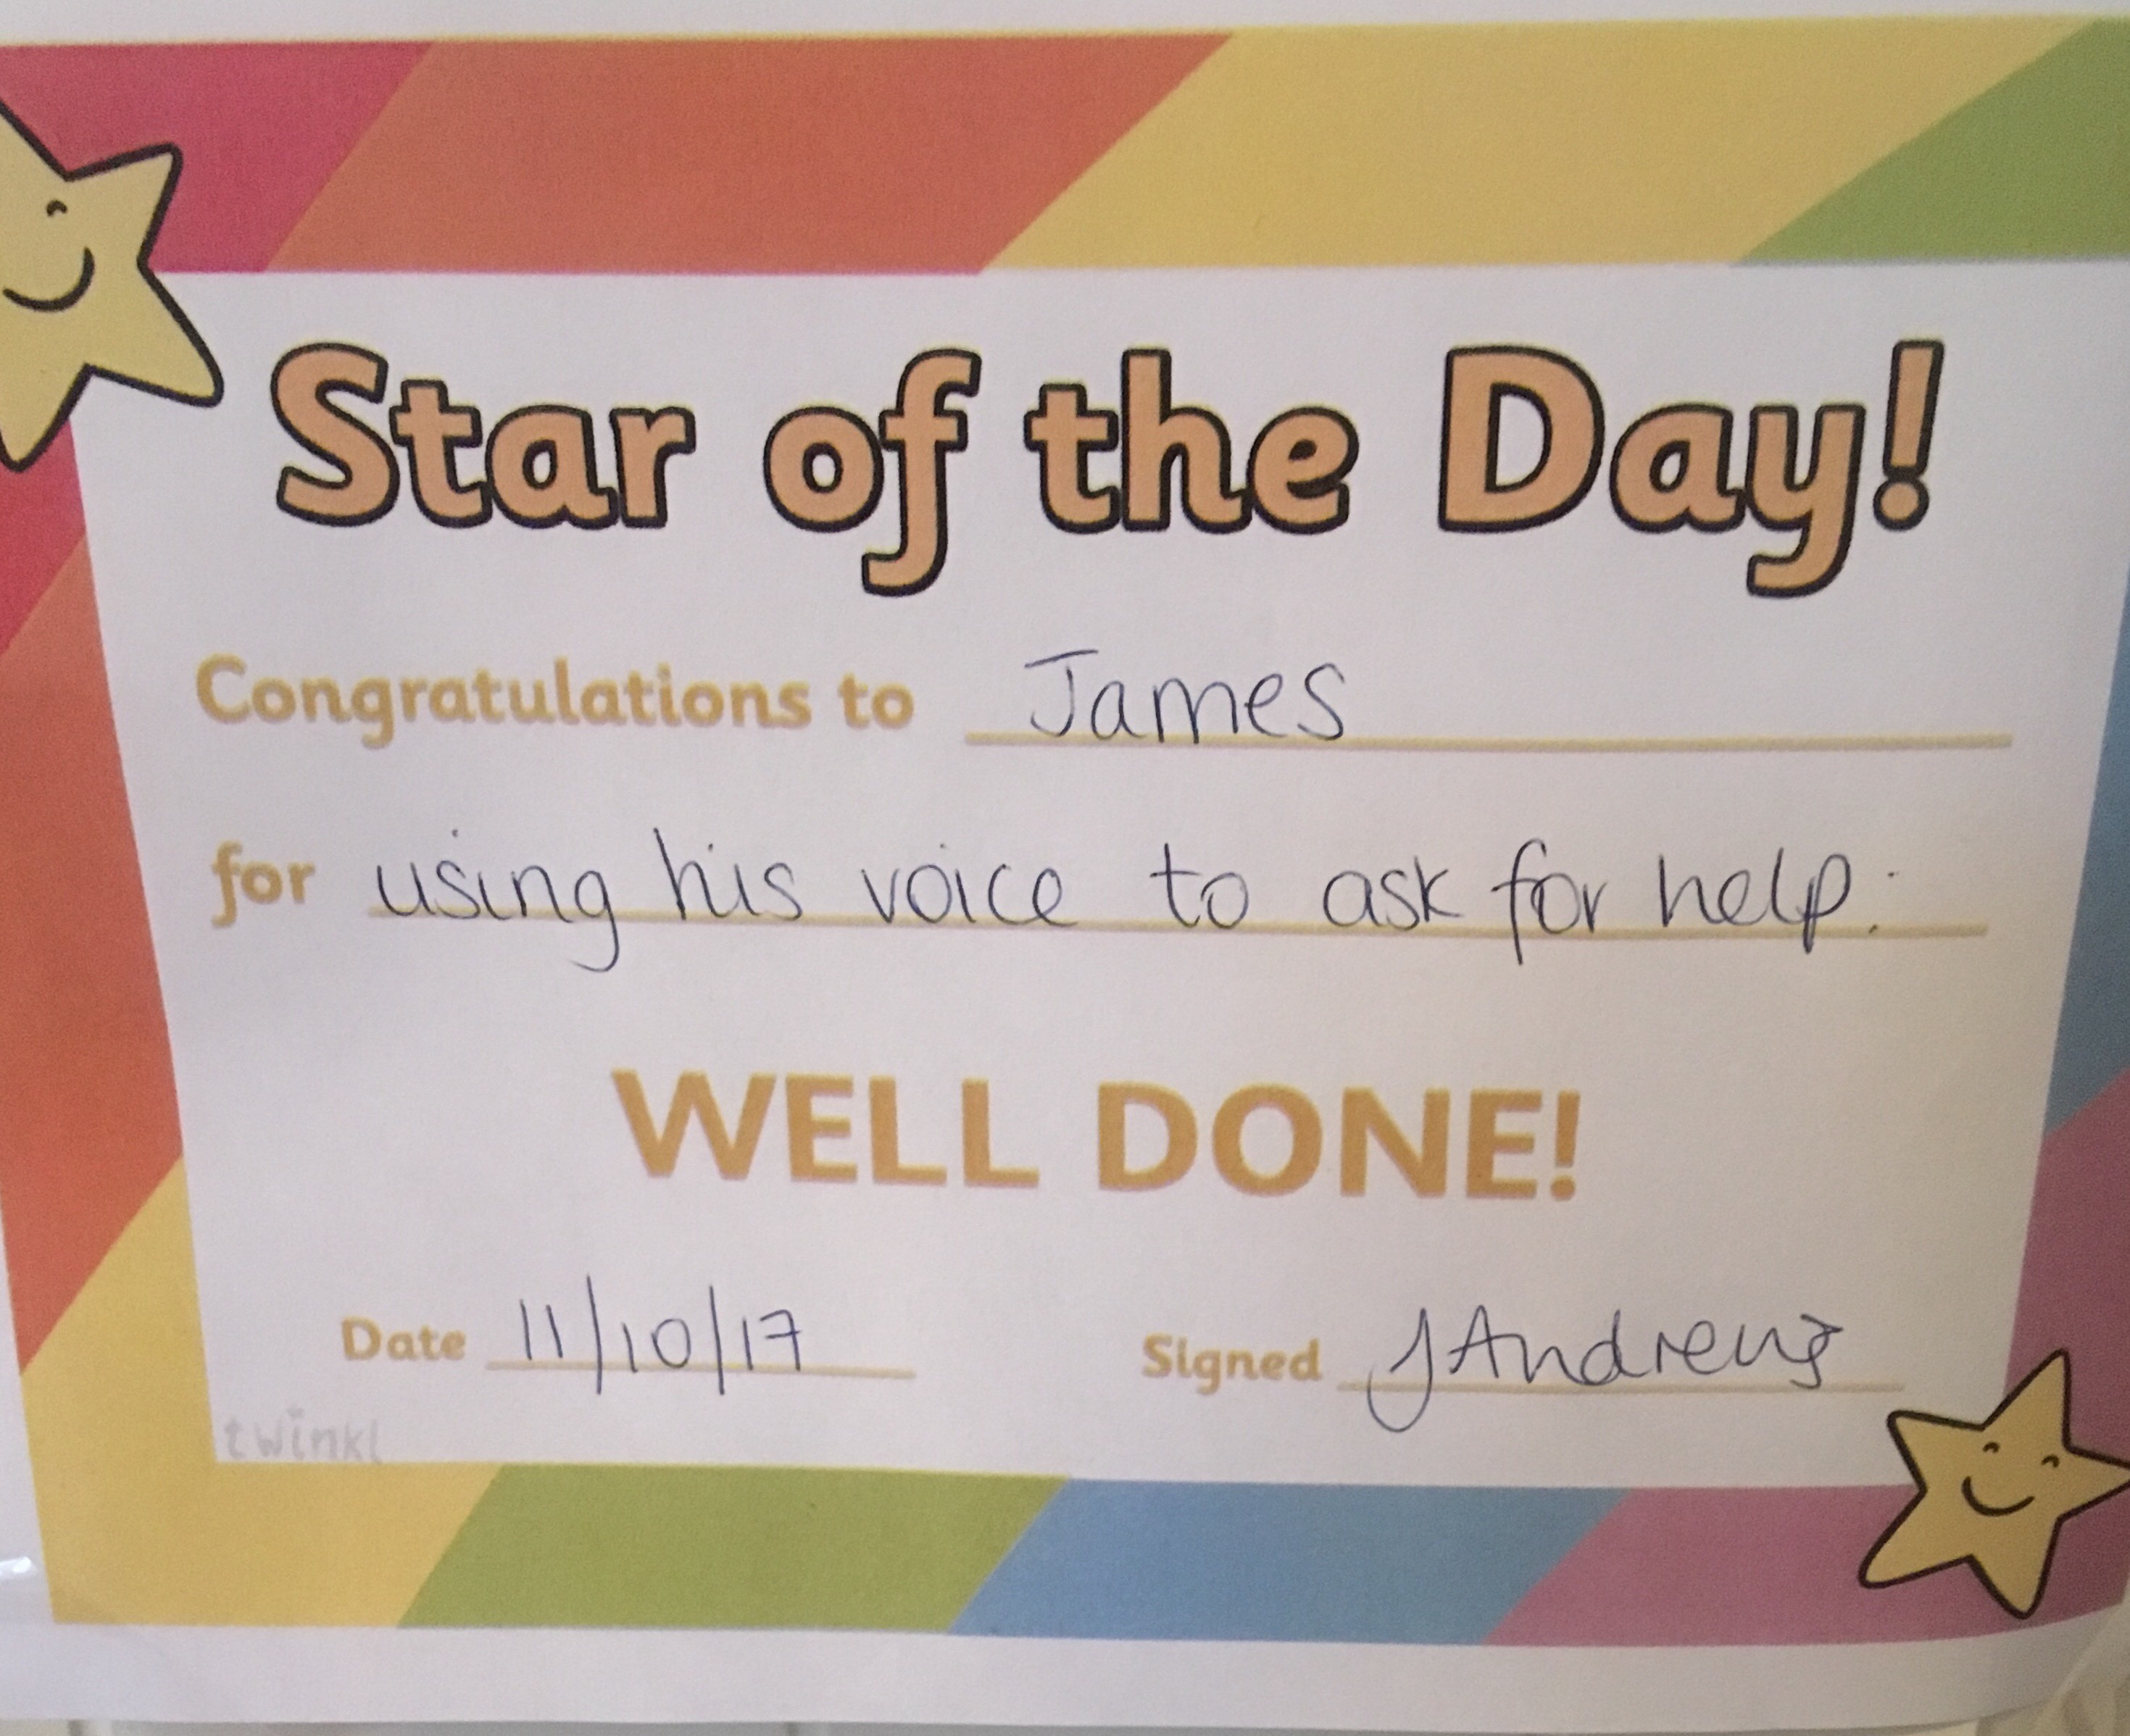 Star of the Day!
Congratulations to James
for using his voice to ask for help.
WELL DONE!
Date 11/10/17 Signed JAndrews
twinkl